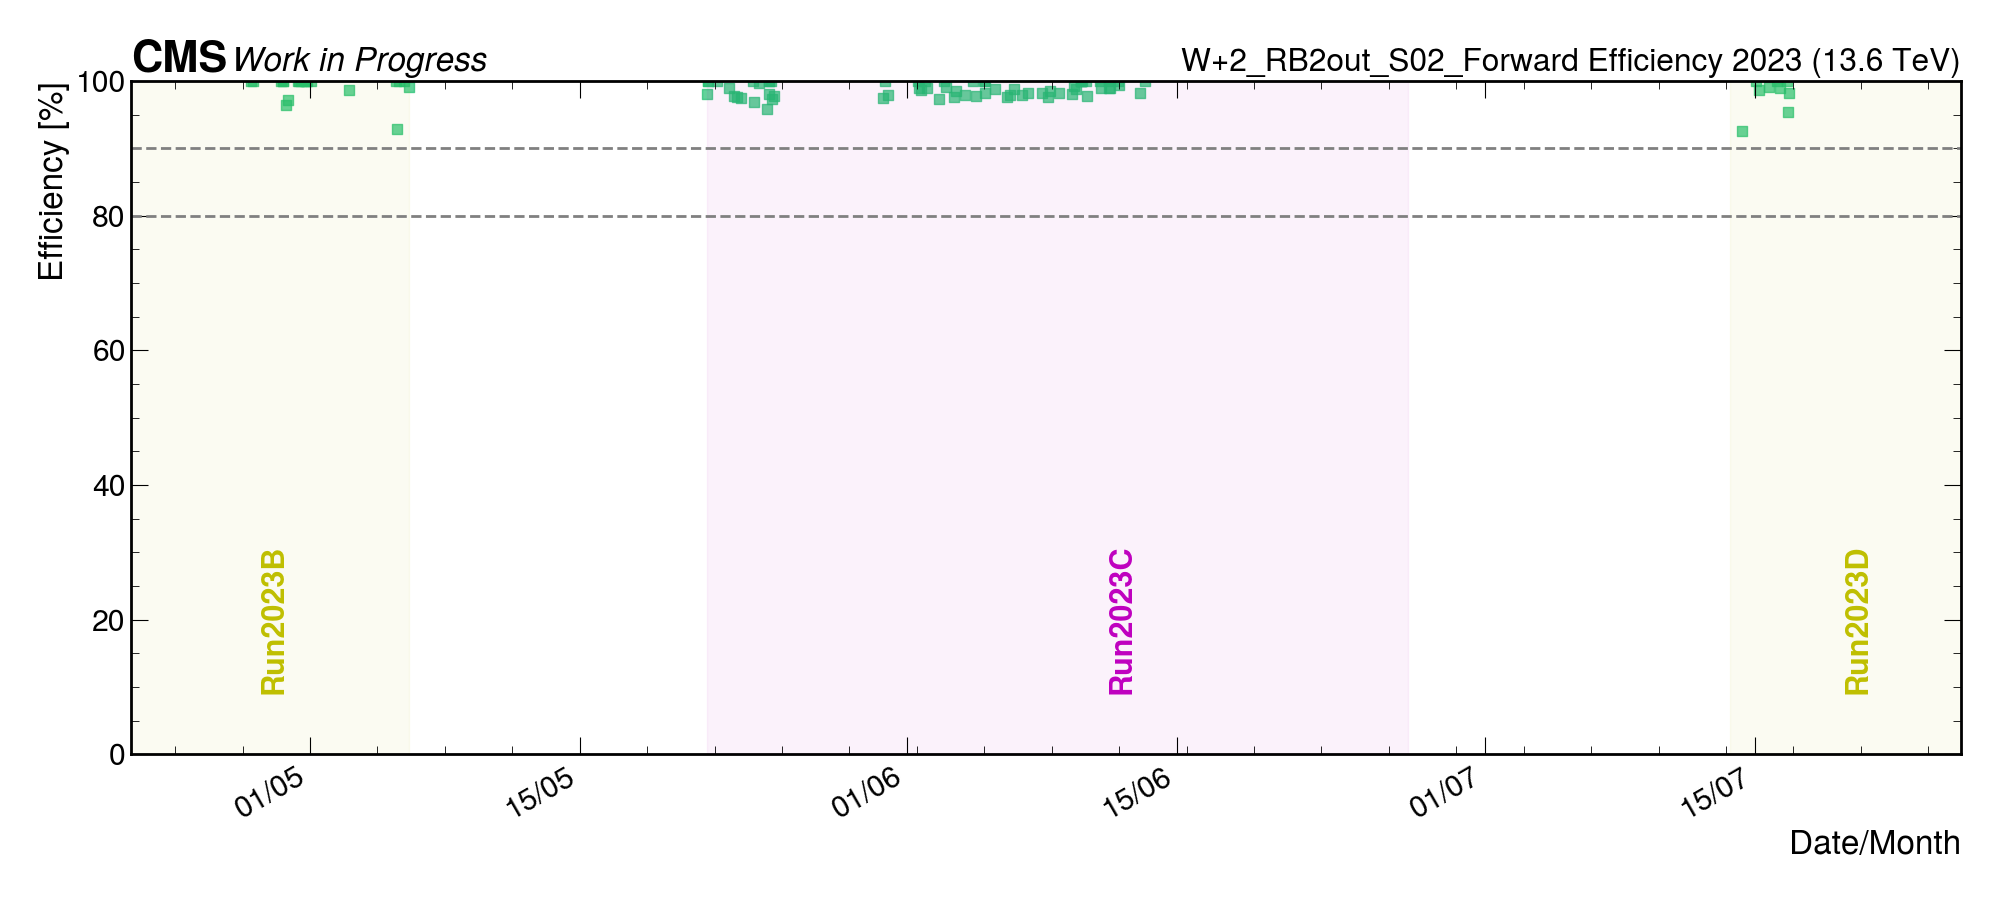 CMS Work in Progress
W+2_RB2out_S02_Forward Efficiency 2023 (13.6 TeV)
Efficiency [%]
100
80
60
40
20
0
Run2023B
Run2023C
Run2023D
01/05
15/05
01/06
15/06
01/07
15/07
Date/Month